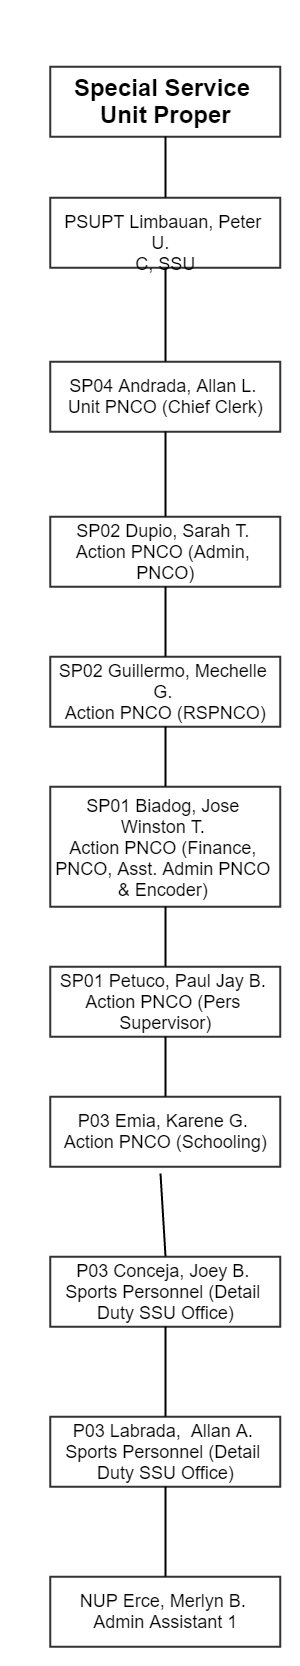 Special Service
Unit Proper
PSUPT Limbauan, Peter
U.
C, SSU
SP04 Andrada, Allan L.
Unit PNCO (Chief Clerk)
SP02 Dupio, Sarah T.
Action PNCO (Admin,
PNCO)
SP02 Guillermo, Mechelle
G.
Action PNCO (RSPNCO)
SP01 Biadog, Jose
Winston T.
Action PNCO (Finance,
PNCO, Asst. Admin PNCO
& Encoder)
SP01 Petuco, Paul Jay B.
Action PNCO (Pers
Supervisor)
P03 Emia, Karene G.
Action PNCO (Schooling)
P03 Conceja, Joey B.
Sports Personnel (Detail
Duty SSU Office)
P03 Labrada,  Allan A.
Sports Personnel (Detail
Duty SSU Office)
NUP Erce, Merlyn B.
Admin Assistant 1